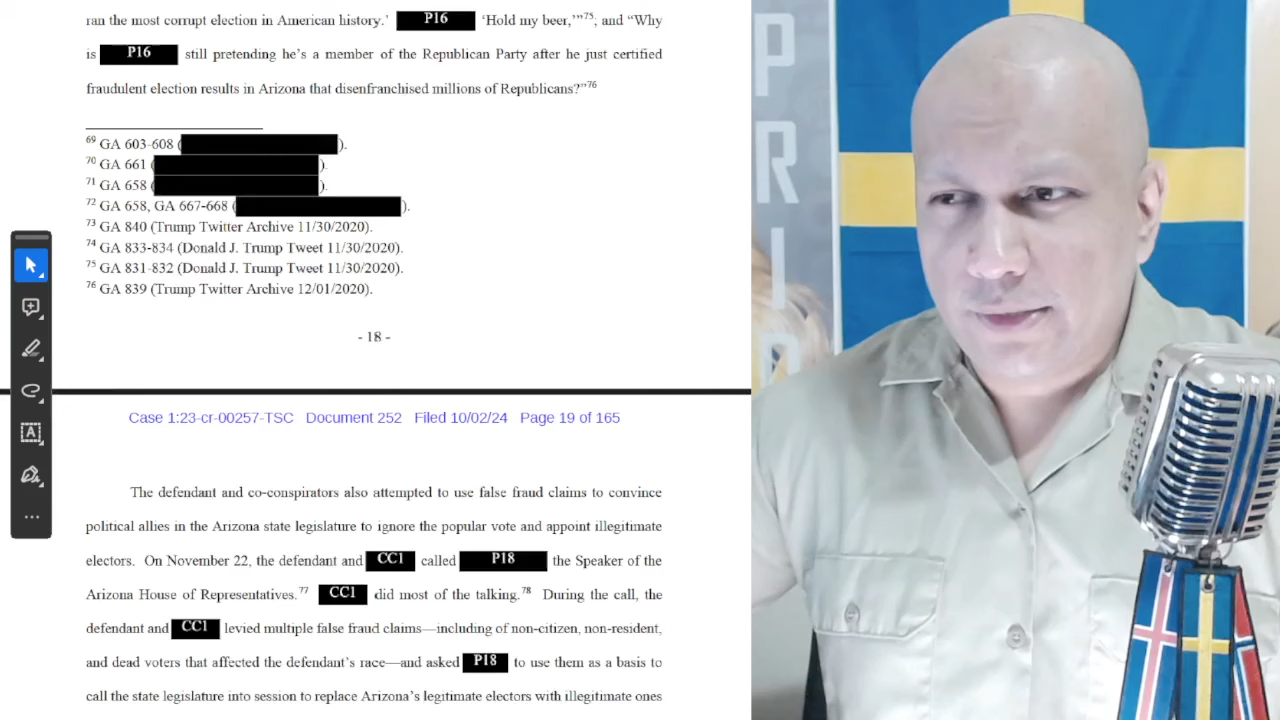 ran the most corrupt election in American history.' P16 'Hold my beer,'"75, and "Why
is P16 still pretending he's a member of the Republican Party after he just certified
fraudulent election results in Arizona that disenfranchised millions of Republicans?"76
69 GA 603-608 ( ).
70 GA 661 ( ).
71 GA 658 ( ).
72 GA 658, GA 667-668 ( ).
73 GA 840 (Trump Twitter Archive 11/30/2020).
74 GA 833-834 (Donald J. Trump Tweet 11/30/2020).
75 GA 831-832 (Donald J. Trump Tweet 11/30/2020).
76 GA 839 (Trump Twitter Archive 12/01/2020).
- 18 -
Case 1:23-cr-00257-TSC Document 252 Filed 10/02/24 Page 19 of 165
The defendant and co-conspirators also attempted to use false fraud claims to convince
political allies in the Arizona state legislature to ignore the popular vote and appoint illegitimate
electors. On November 22, the defendant and CC1 called P18 the Speaker of the
Arizona House of Representatives.77 CC1 did most of the talking.78 During the call, the
defendant and CC1 levied multiple false fraud claims—including of non-citizen, non-resident,
and dead voters that affected the defendant's race—and asked P18 to use them as a basis to
call the state legislature into session to replace Arizona's legitimate electors with illegitimate ones